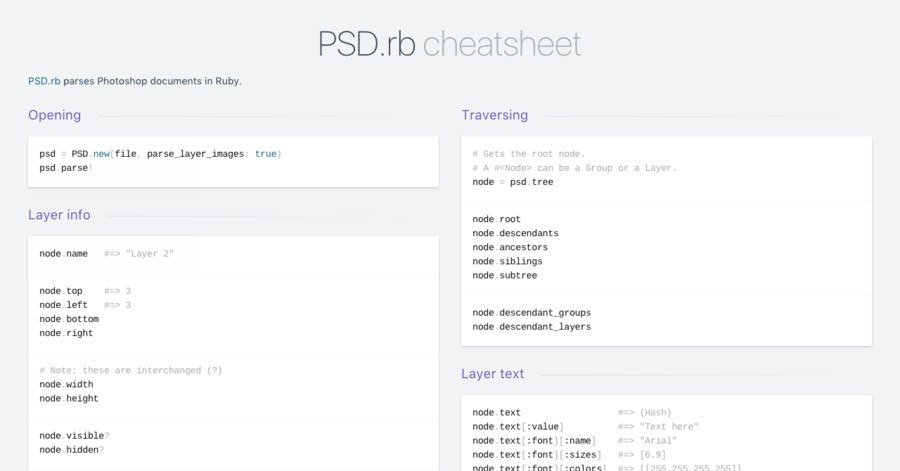 PSD.rb cheatsheet
PSD.rb parses Photoshop documents in Ruby.
Opening
psd = PSD.new(file, parse_layer_images: true)
psd.parse!
Layer info
node.name   #=> "Layer 2"
node.top    #=> 3
node.left   #=> 3
node.bottom
node.right
# Note: these are interchanged (?)
node.width
node.height
node.visible?
node.hidden?
Traversing
# Gets the root node.
# A #<Node> can be a Group or a Layer.
node = psd.tree
node.root
node.descendants
node.ancestors
node.siblings
node.subtree
node.descendant_groups
node.descendant_layers
Layer text
node.text                  #=> (Hash)
node.text[:value]          #=> "Text here"
node.text[:font][:name]    #=> "Arial"
node.text[:font][:sizes]   #=> [6.9]
node.text[:font][:colors]  #=> [[255,255,255,255]]